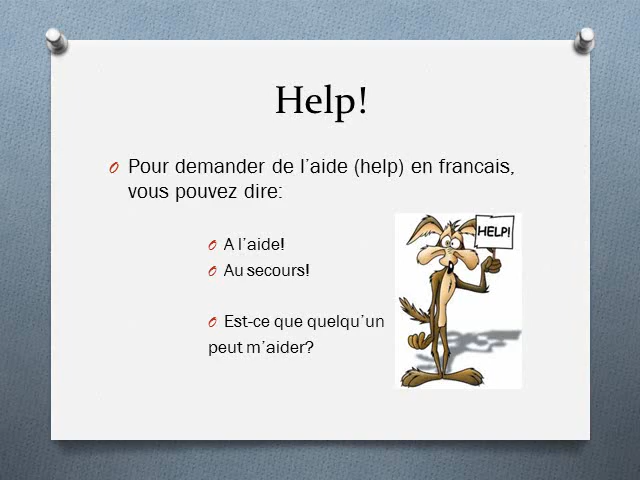 Help!
Pour demander de l'aide (help) en francais,
vous pouvez dire:
A l'aide!
Au secours!
HELP!
Est-ce que quelqu'un
peut m'aider?